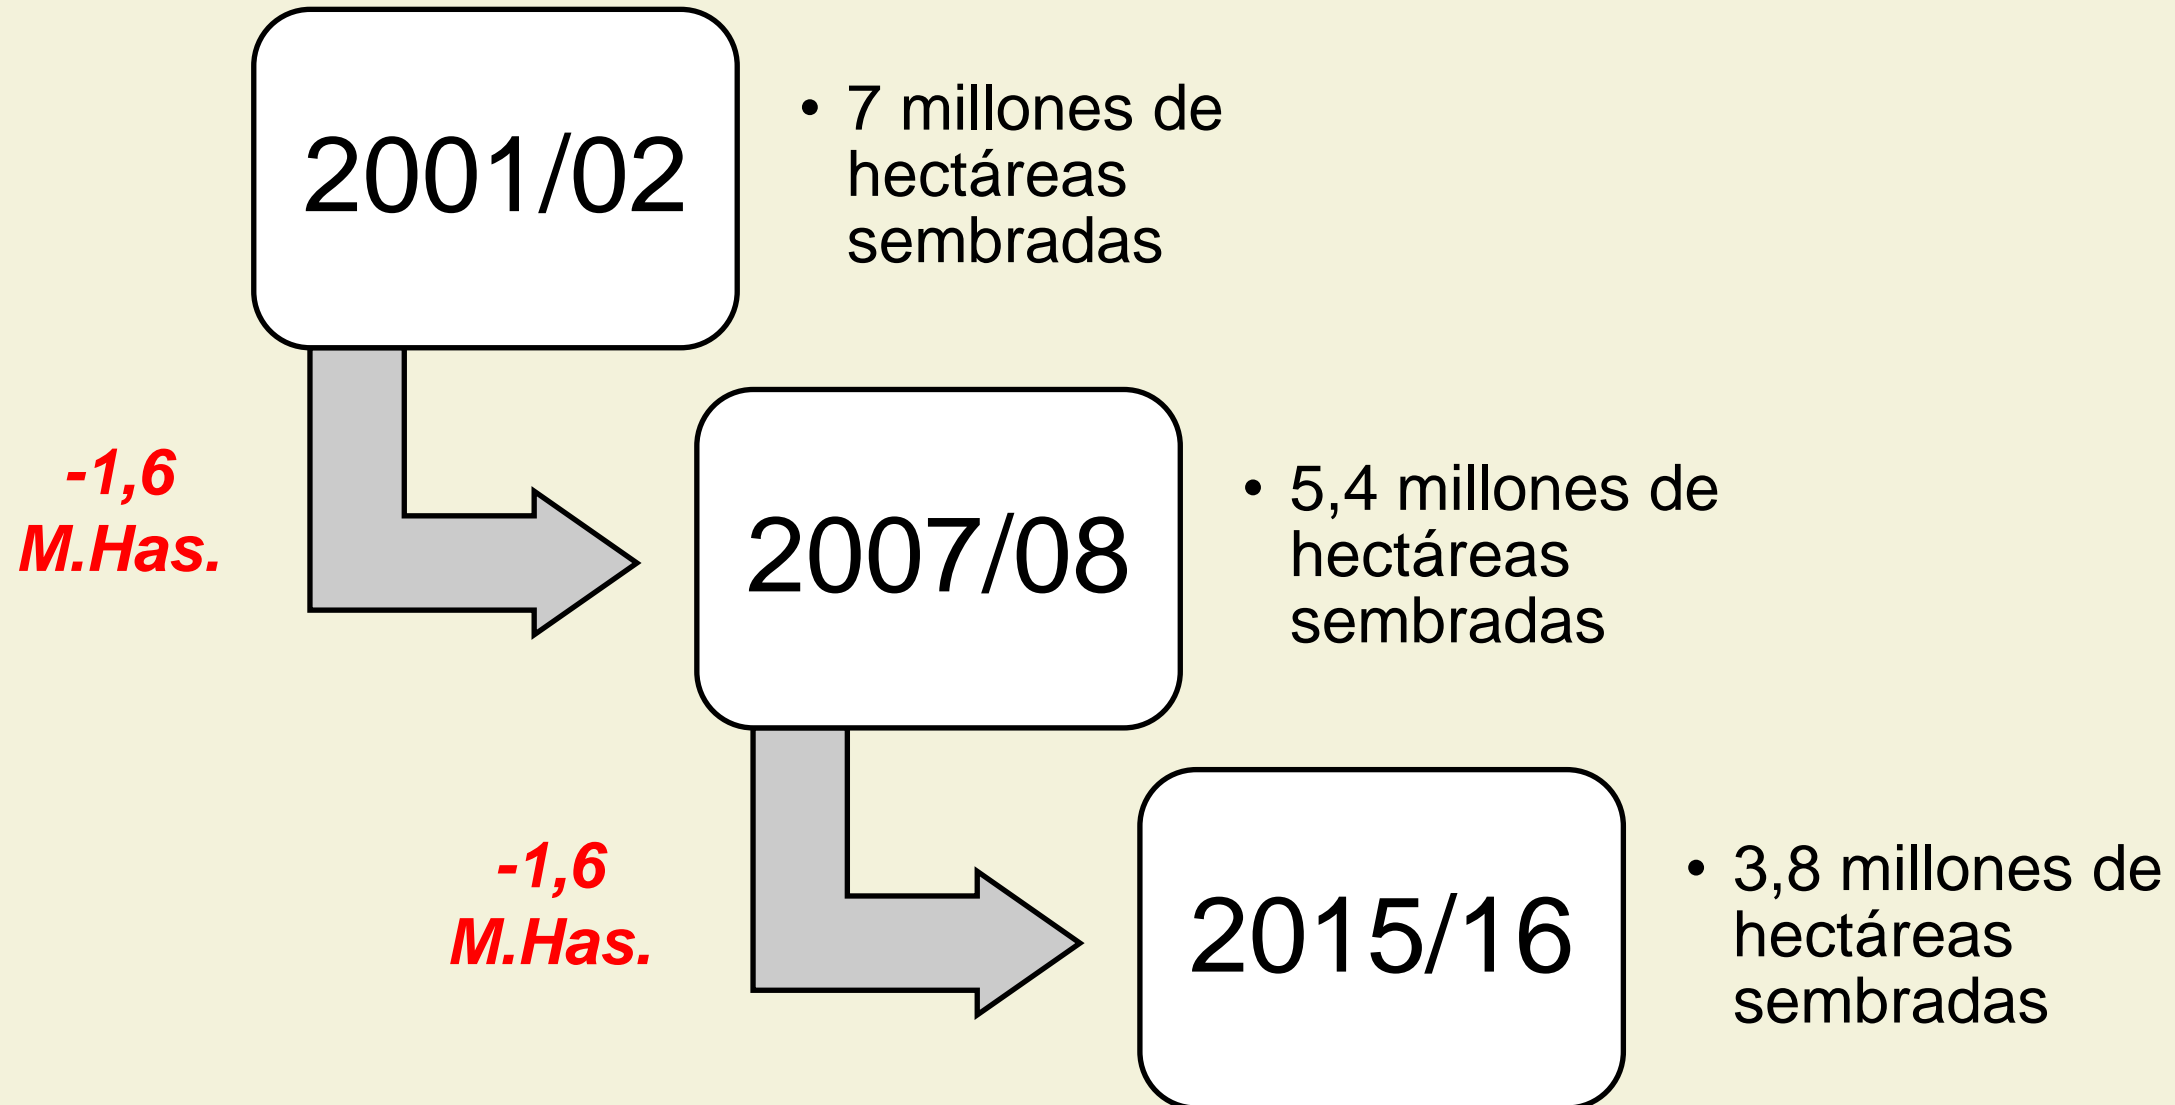 2001/02
• 7 millones de
hectáreas
sembradas
-1,6
M.Has.
2007/08
• 5,4 millones de
hectáreas
sembradas
-1,6
M.Has.
2015/16
• 3,8 millones de
hectáreas
sembradas